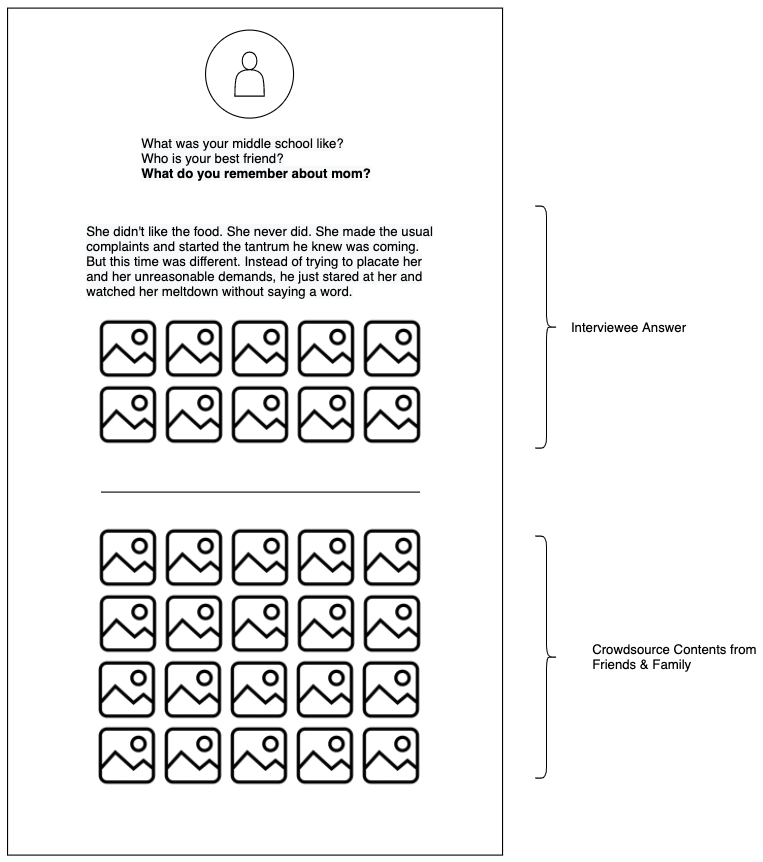 What was your middle school like?
Who is your best friend?
What do you remember about mom?
She didn't like the food. She never did. She made the usual
complaints and started the tantrum he knew was coming.
But this time was different. Instead of trying to placate her
and her unreasonable demands, he just stared at her and
watched her meltdown without saying a word.
Interviewee Answer
Crowdsource Contents from
Friends & Family